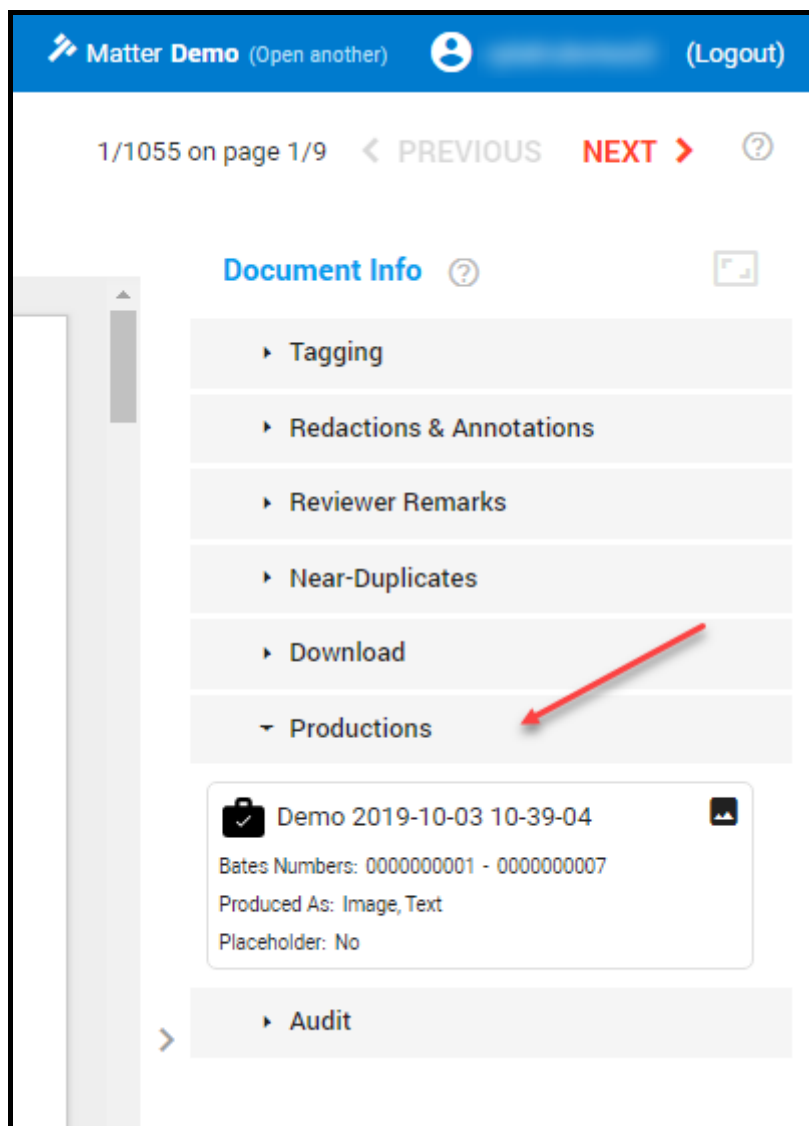 Matter Demo (Open another) (Logout)
1/1055 on page 1/9 PREVIOUS NEXT
Document Info
Tagging
Redactions & Annotations
Reviewer Remarks
Near-Duplicates
Download
Productions
Demo 2019-10-03 10-39-04
Bates Numbers: 0000000001 - 0000000007
Produced As: Image, Text
Placeholder: No
Audit